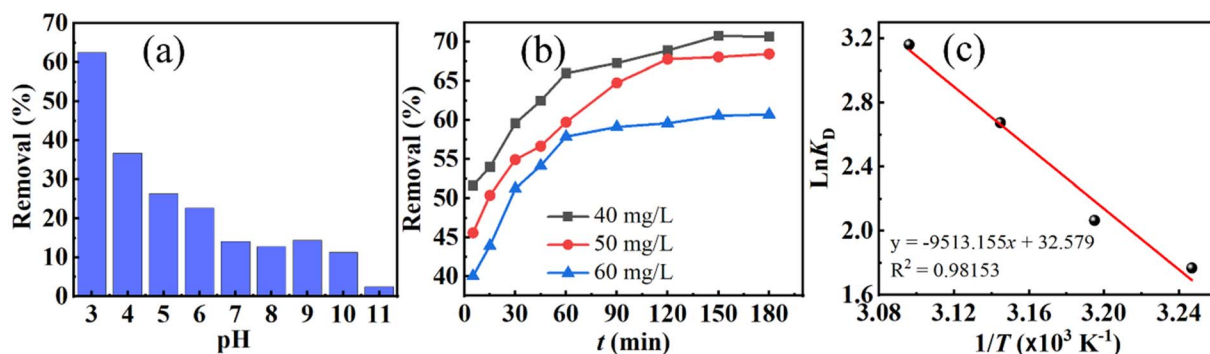 (a)
Removal (%)
70
60
50
40
30
20
10
0
3 4 5 6 7 8 9 10 11
pH
(b)
Removal (%)
70
65
60
55
50
45
40
40 mg/L
50 mg/L
60 mg/L
0 30 60 90 120 150 180
t (min)
(c)
LnK_D
3.2
2.8
2.4
2.0
1.6
y = -9513.155x + 32.579
R² = 0.98153
3.08 3.12 3.16 3.20 3.24
1/T (x10³ K⁻¹)